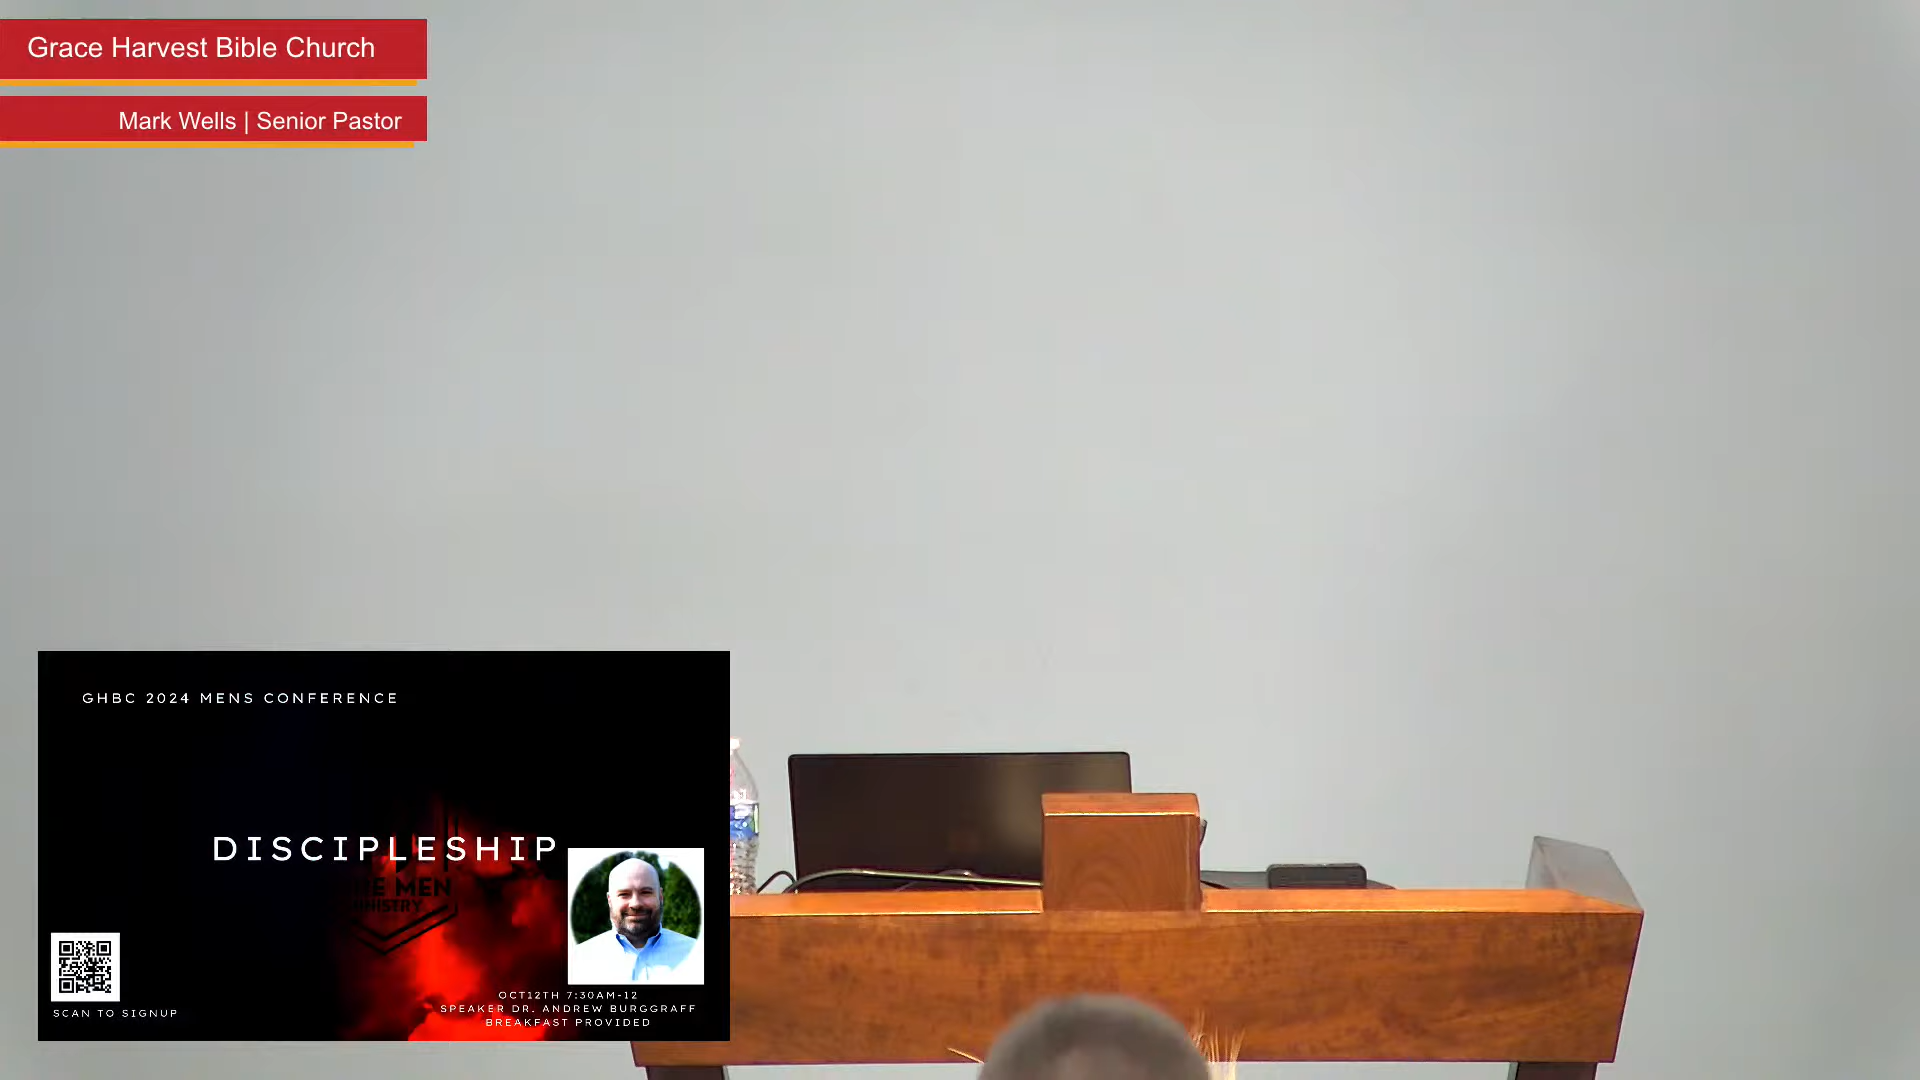 Grace Harvest Bible Church
Mark Wells | Senior Pastor
GHBC 2024 MENS CONFERENCE
DISCIPLESHIP
MEN
SCAN TO SIGNUP
OCT12TH 7:30AM-12
SPEAKER DR. ANDREW BURGGRAFF
BREAKFAST PROVIDED